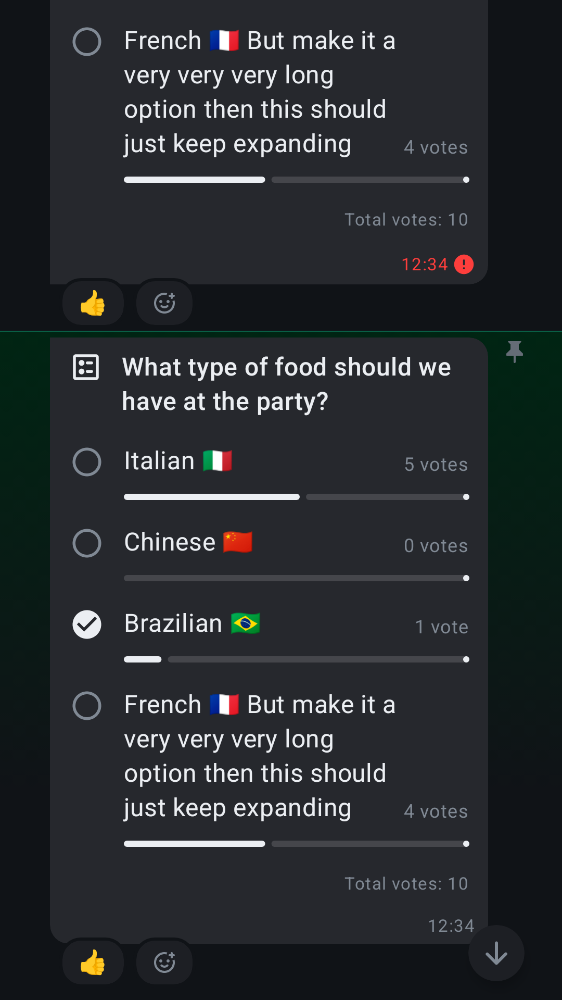 French 🇫🇷 But make it a
very very very long
option then this should
just keep expanding 4 votes
Total votes: 10
12:34
What type of food should we
have at the party?
Italian 🇮🇹 5 votes
Chinese 🇨🇳 0 votes
Brazilian 🇧🇷 1 vote
French 🇫🇷 But make it a
very very very long
option then this should
just keep expanding 4 votes
Total votes: 10
12:34